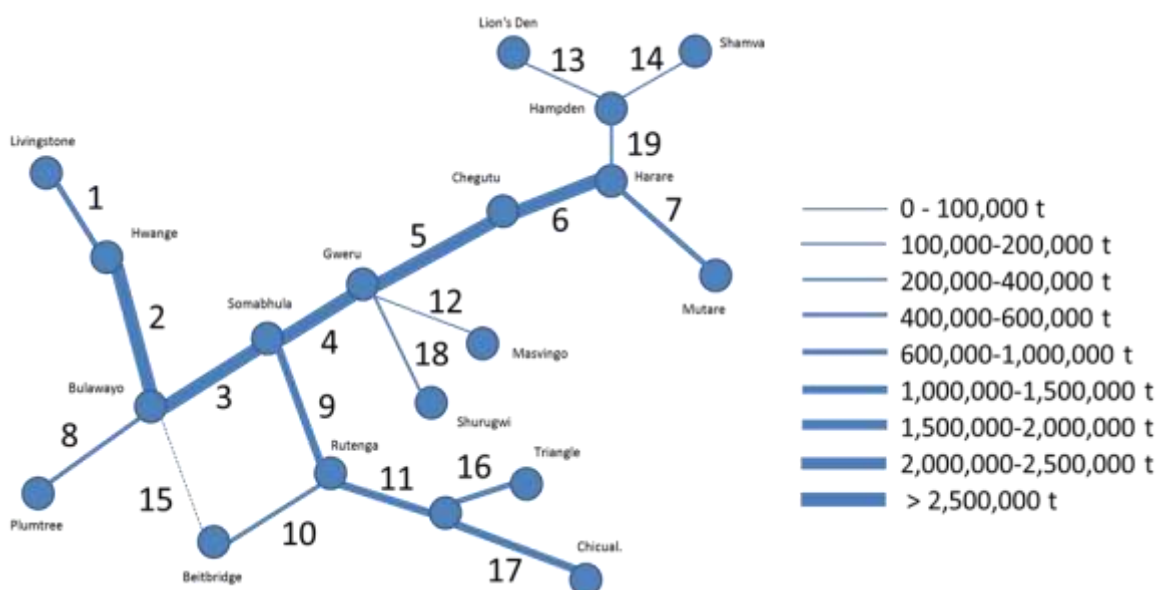 Lion's Den
Shamva
13
14
Hampden
Livingstone
19
Chegutu
Harare
1
7
Hwange
5
6
Gweru
Mutare
2
Somabhula
12
4
Masvingo
18
Bulawayo
3
Shurugwi
9
8
Rutenga
Triangle
16
11
15
Plumtree
10
Chicual.
17
Beitbridge
0 - 100,000 t
100,000-200,000 t
200,000-400,000 t
400,000-600,000 t
600,000-1,000,000 t
1,000,000-1,500,000 t
1,500,000-2,000,000 t
2,000,000-2,500,000 t
> 2,500,000 t